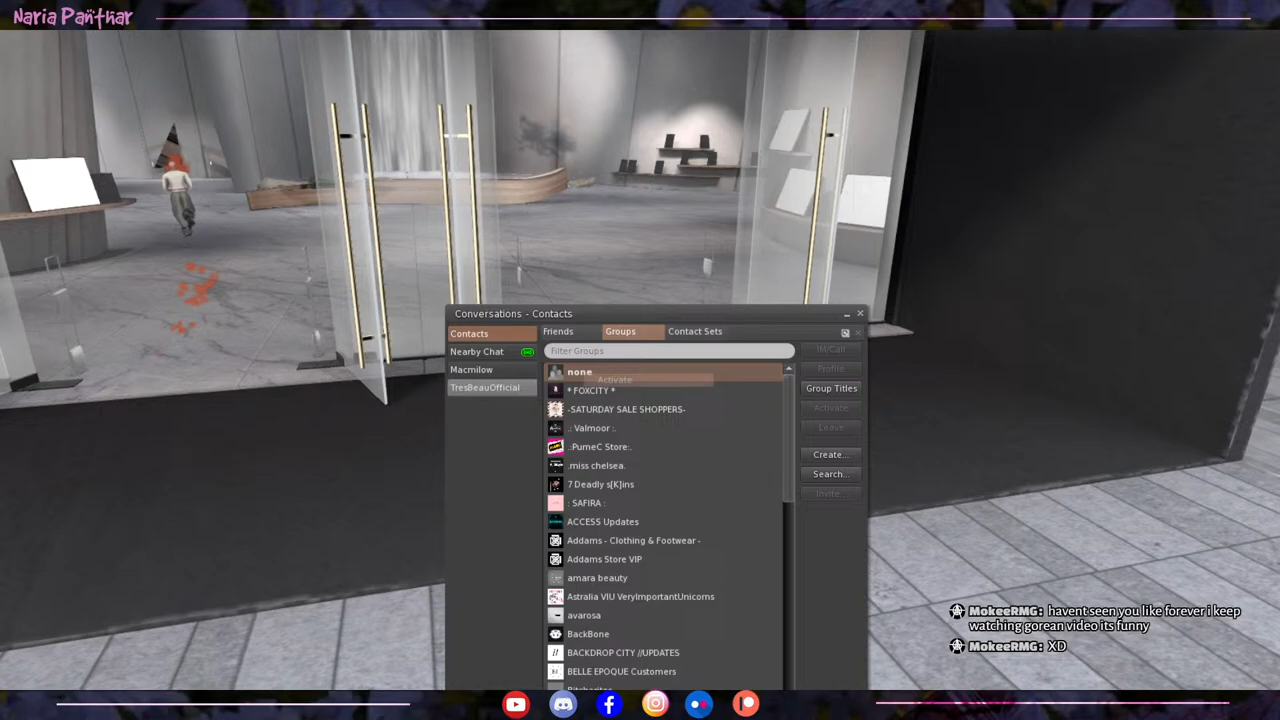 Naria Panthar
Conversations - Contacts
Contacts
Nearby Chat
Macmilow
TresBeauOfficial
Friends
Groups
Contact Sets
Filter Groups
none
Activate
* FOXCITY *
-SATURDAY SALE SHOPPERS-
.: Valmoor :.
.:PumeC Store:.
.miss chelsea.
7 Deadly s[K]ins
: SAFIRA :
ACCESS Updates
Addams - Clothing & Footwear -
Addams Store VIP
amara beauty
Astralia VIU VeryImportantUnicorns
avarosa
BackBone
BACKDROP CITY //UPDATES
BELLE EPOQUE Customers
IM/Call
Profile
Group Titles
Activate
Leave
Create...
Search...
Invite...
MokeeRMG: havent seen you like forever i keep
watching gorean video its funny
MokeeRMG: XD